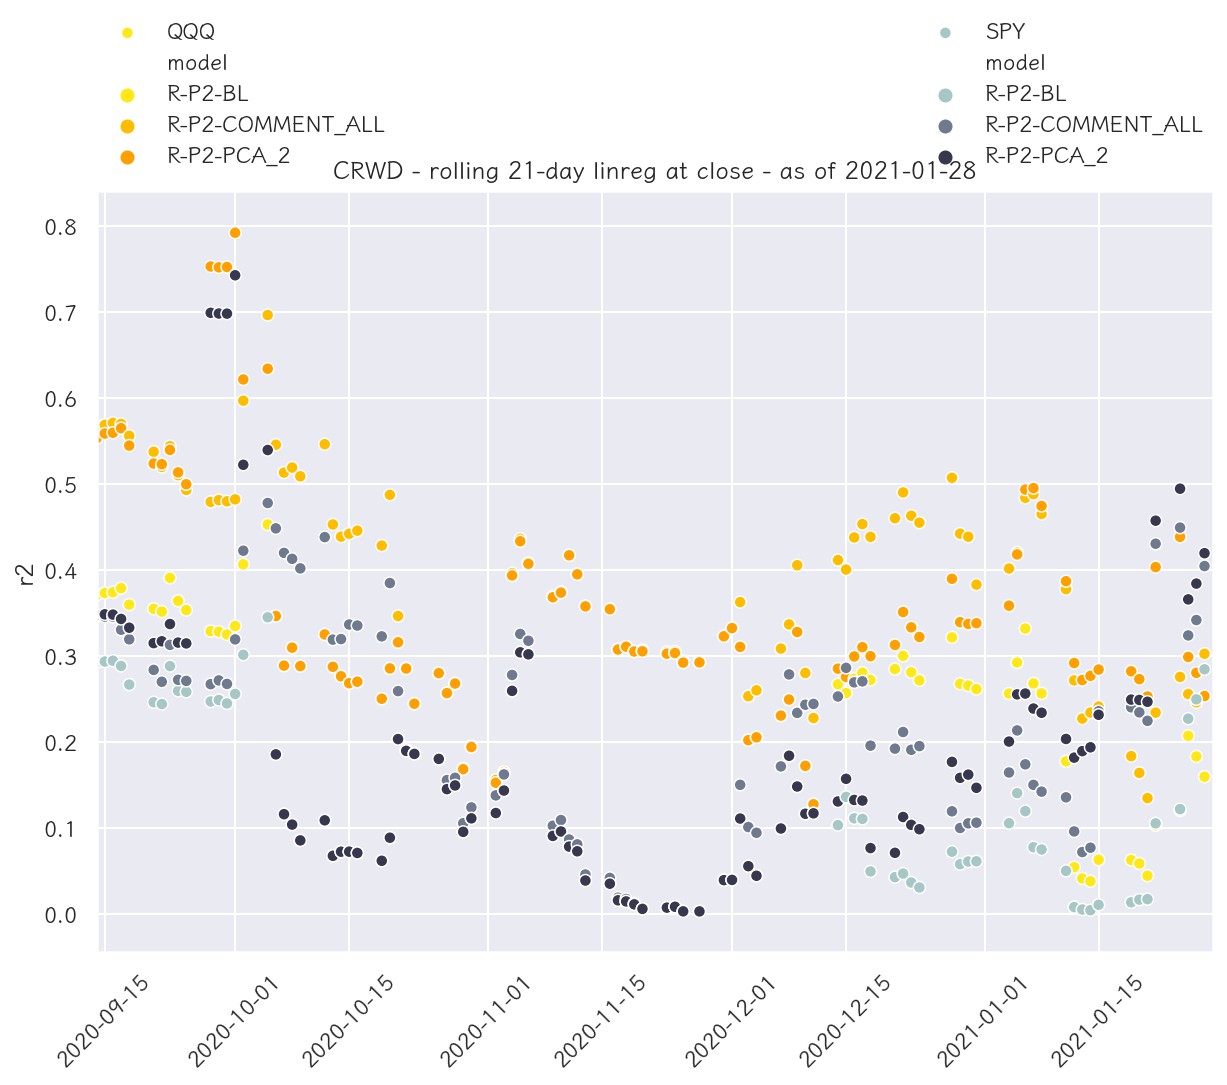 QQQ
model
R-P2-BL
R-P2-COMMENT_ALL
R-P2-PCA_2
SPY
model
R-P2-BL
R-P2-COMMENT_ALL
R-P2-PCA_2
CRWD - rolling 21-day linreg at close - as of 2021-01-28
r2
0.8
0.7
0.6
0.5
0.4
0.3
0.2
0.1
0.0
2020-09-15
2020-10-01
2020-10-15
2020-11-01
2020-11-15
2020-12-01
2020-12-15
2021-01-01
2021-01-15